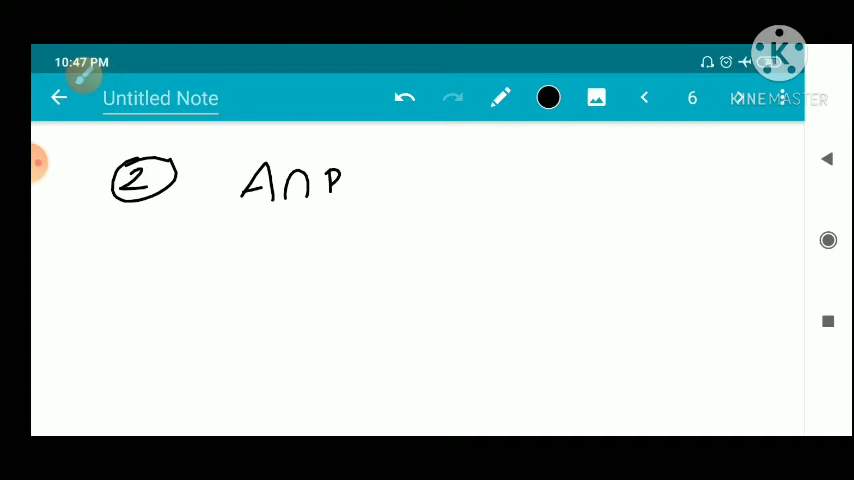 10:47 PM
K
Untitled Note
6
KINEMASTER
② A∩P